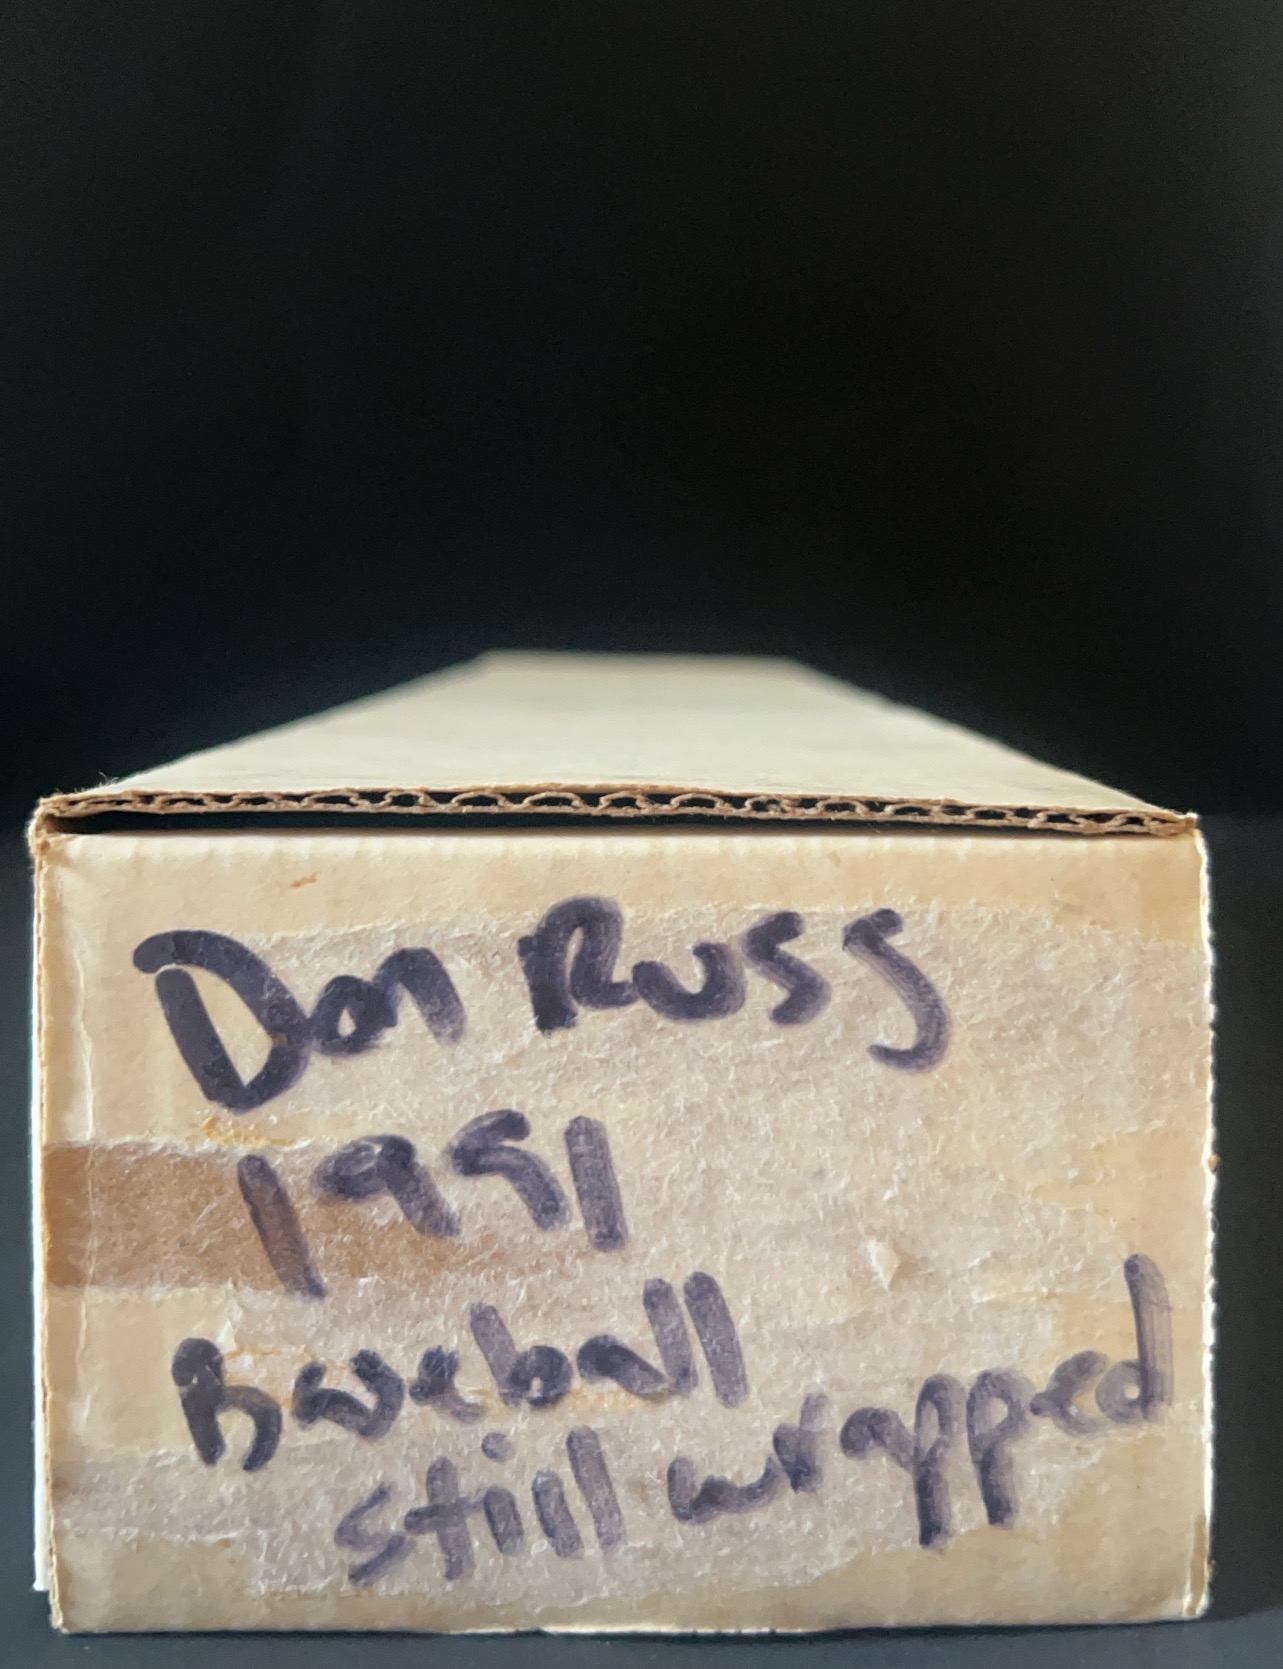 Don Russ
1991
Baseball
still wrapped